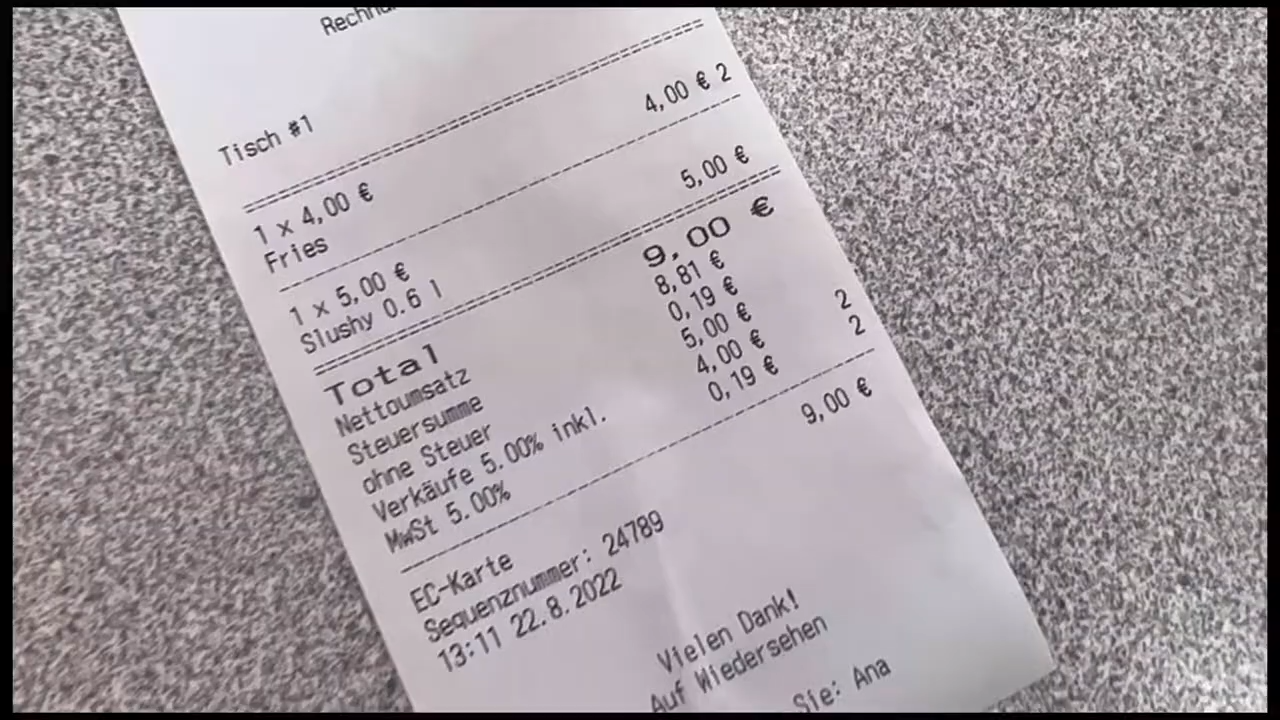 Tisch #1
1 x 4,00 € 4,00 € 2
Fries
1 x 5,00 € 5,00 €
Slushy 0.6 l
Total 9,00 €
Nettoumsatz 8,81 €
Steuersumme 0,19 €
ohne Steuer 5,00 €
Verkäufe 5.00% inkl. 4,00 € 2
MwSt 5.00% 0,19 € 2
EC-Karte 9,00 €
Sequenznummer: 24789
13:11 22.8.2022
Vielen Dank!
Auf Wiedersehen
Sie: Ana